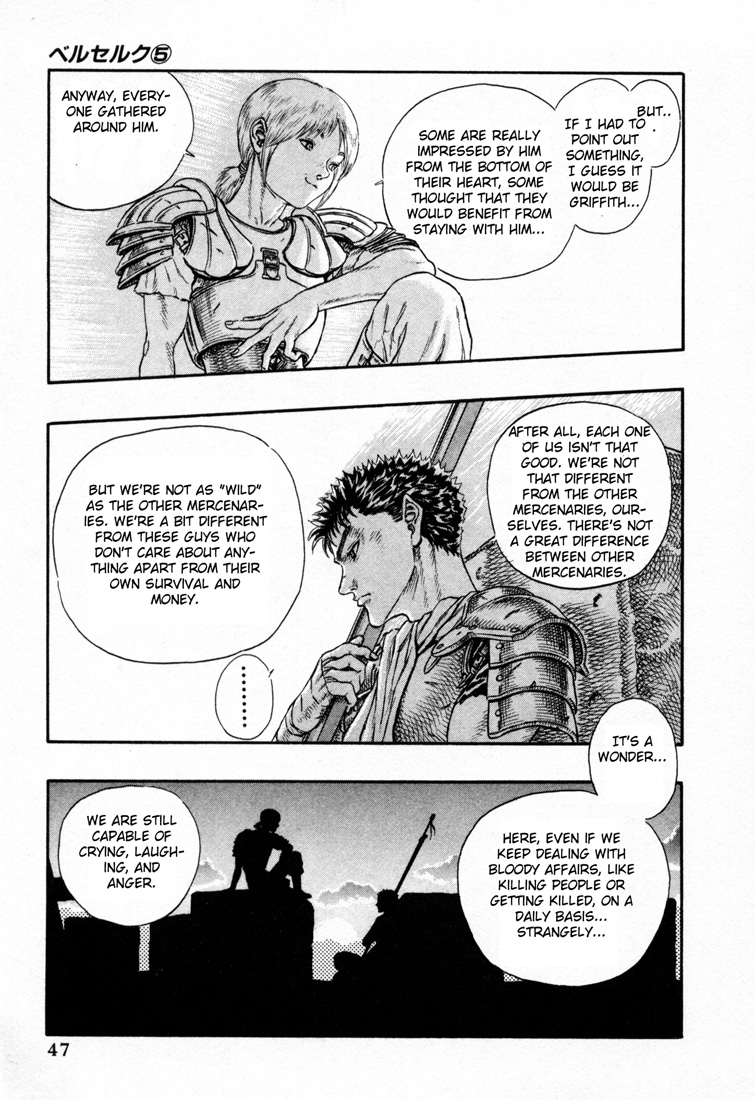 ベルセルク⑤
BUT..
.
IF I HAD TO
POINT OUT
SOMETHING,
I GUESS IT
WOULD BE
GRIFFITH...
SOME ARE REALLY
IMPRESSED BY HIM
FROM THE BOTTOM OF
THEIR HEART, SOME
THOUGHT THAT THEY
WOULD BENEFIT FROM
STAYING WITH HIM...
ANYWAY, EVERY-
ONE GATHERED
AROUND HIM.
AFTER ALL, EACH ONE
OF US ISN'T THAT
GOOD. WE'RE NOT
THAT DIFFERENT
FROM THE OTHER
MERCENARIES, OUR-
SELVES. THERE'S NOT
A GREAT DIFFERENCE
BETWEEN OTHER
MERCENARIES.
BUT WE'RE NOT AS "WILD"
AS THE OTHER MERCENAR-
IES. WE'RE A BIT DIFFERENT
FROM THESE GUYS WHO
DON'T CARE ABOUT ANY-
THING APART FROM THEIR
OWN SURVIVAL AND
MONEY.
........
IT'S A
WONDER...
HERE, EVEN IF WE
KEEP DEALING WITH
BLOODY AFFAIRS, LIKE
KILLING PEOPLE OR
GETTING KILLED, ON A
DAILY BASIS...
STRANGELY...
WE ARE STILL
CAPABLE OF
CRYING, LAUGH-
ING, AND
ANGER.
47